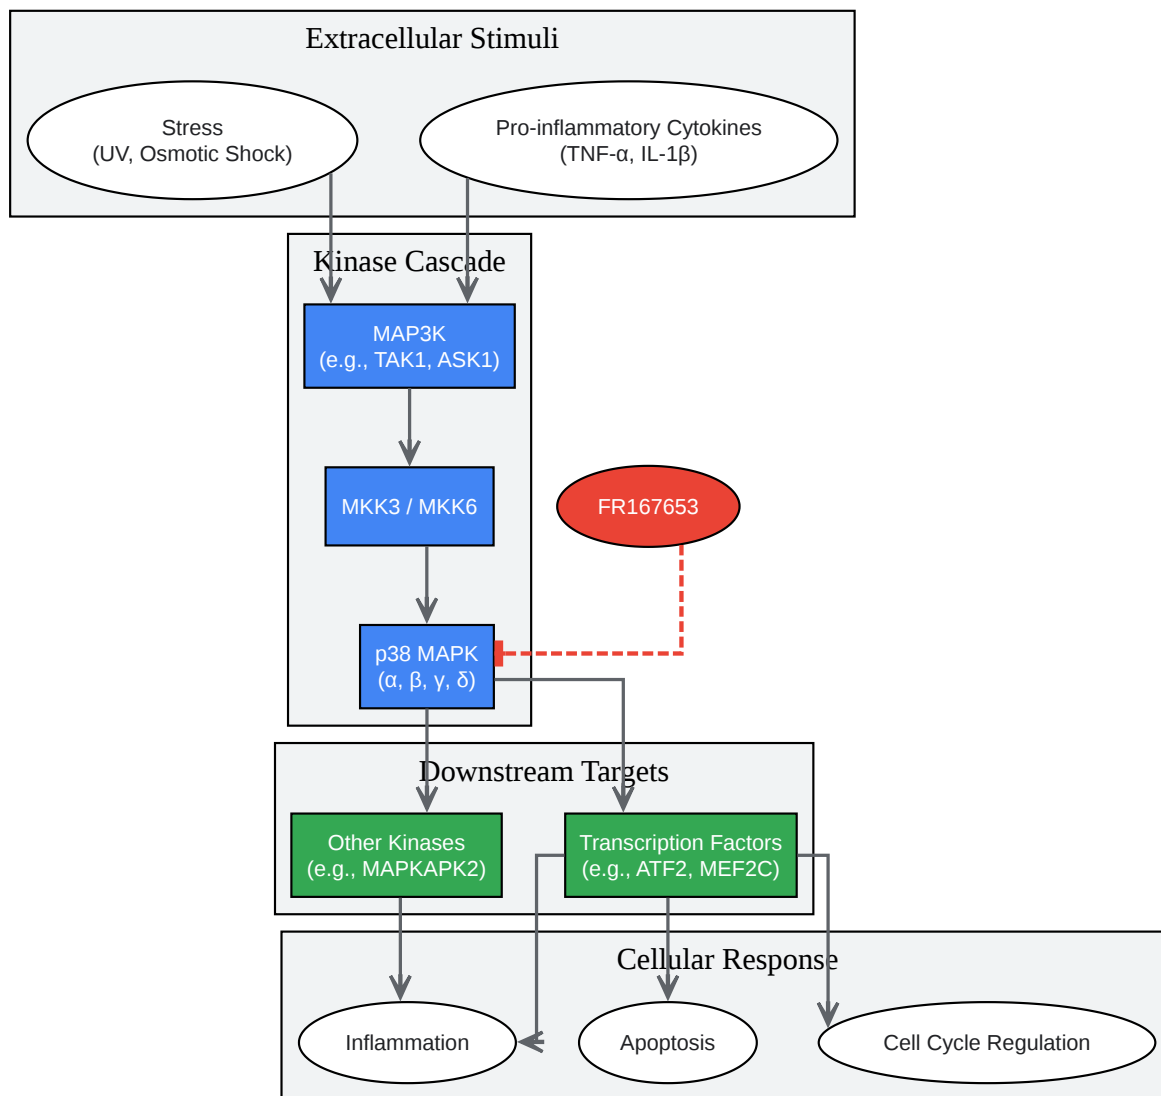 Extracellular Stimuli
Stress
(UV, Osmotic Shock)
Pro-inflammatory Cytokines
(TNF-α, IL-1β)
Kinase Cascade
MAP3K
(e.g., TAK1, ASK1)
MKK3 / MKK6
FR167653
p38 MAPK
(α, β, γ, δ)
Downstream Targets
Other Kinases
(e.g., MAPKAPK2)
Transcription Factors
(e.g., ATF2, MEF2C)
Cellular Response
Inflammation
Apoptosis
Cell Cycle Regulation